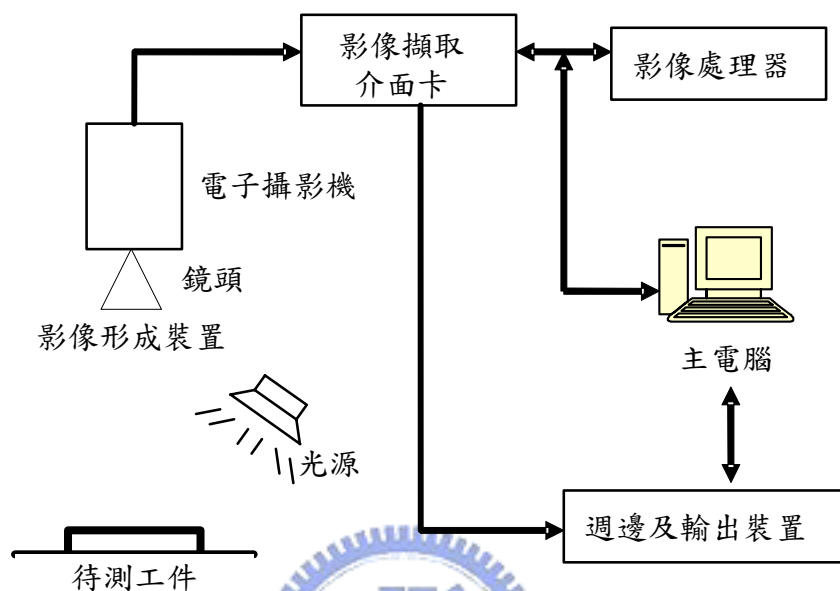 影像擷取
介面卡
影像處理器
電子攝影機
鏡頭
影像形成裝置
主電腦
光源
週邊及輸出裝置
待測工件